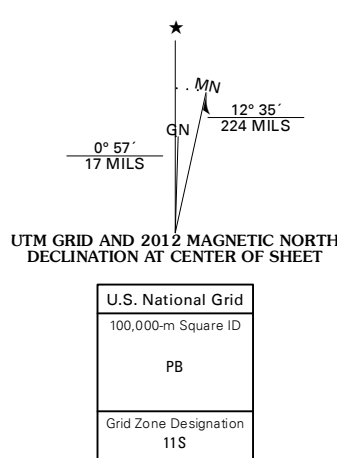 ★
MN
12° 35´
224 MILS
GN
0° 57´
17 MILS
UTM GRID AND 2012 MAGNETIC NORTH
DECLINATION AT CENTER OF SHEET
U.S. National Grid
100,000-m Square ID
PB
Grid Zone Designation
11S